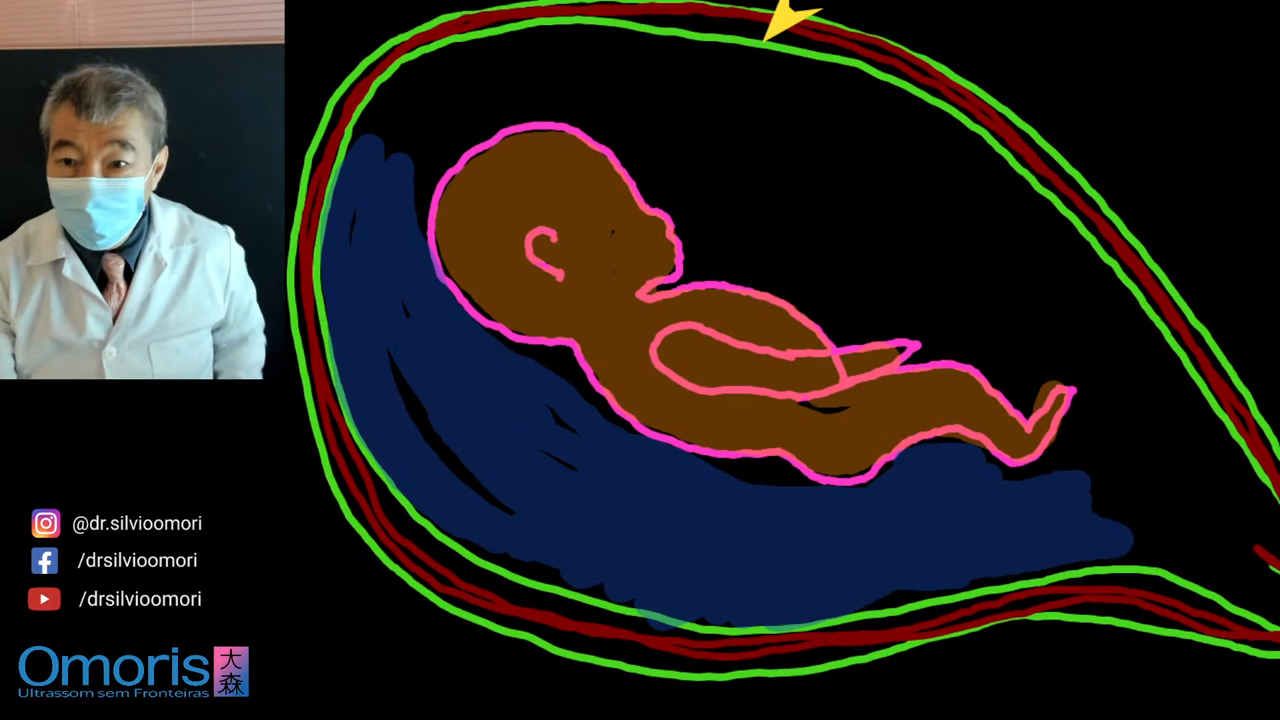 @dr.silvioomori
/drsilvioomori
/drsilvioomori
Omoris
大森
Ultrassom sem Fronteiras